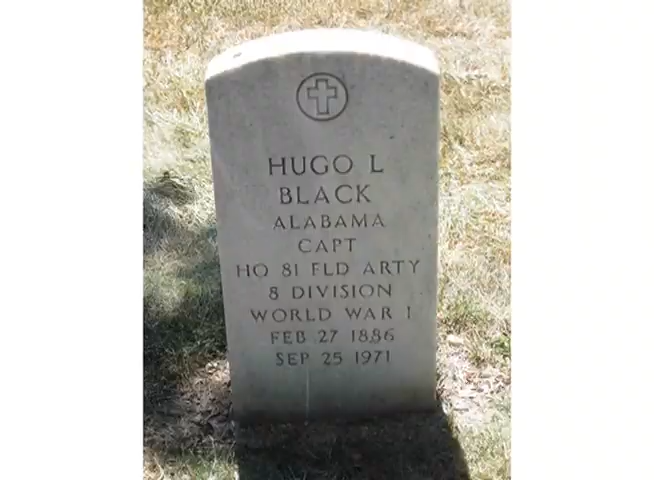 HUGO L
BLACK
ALABAMA
CAPT
HQ 81 FLD ARTY
8 DIVISION
WORLD WAR I
FEB 27 1886
SEP 25 1971